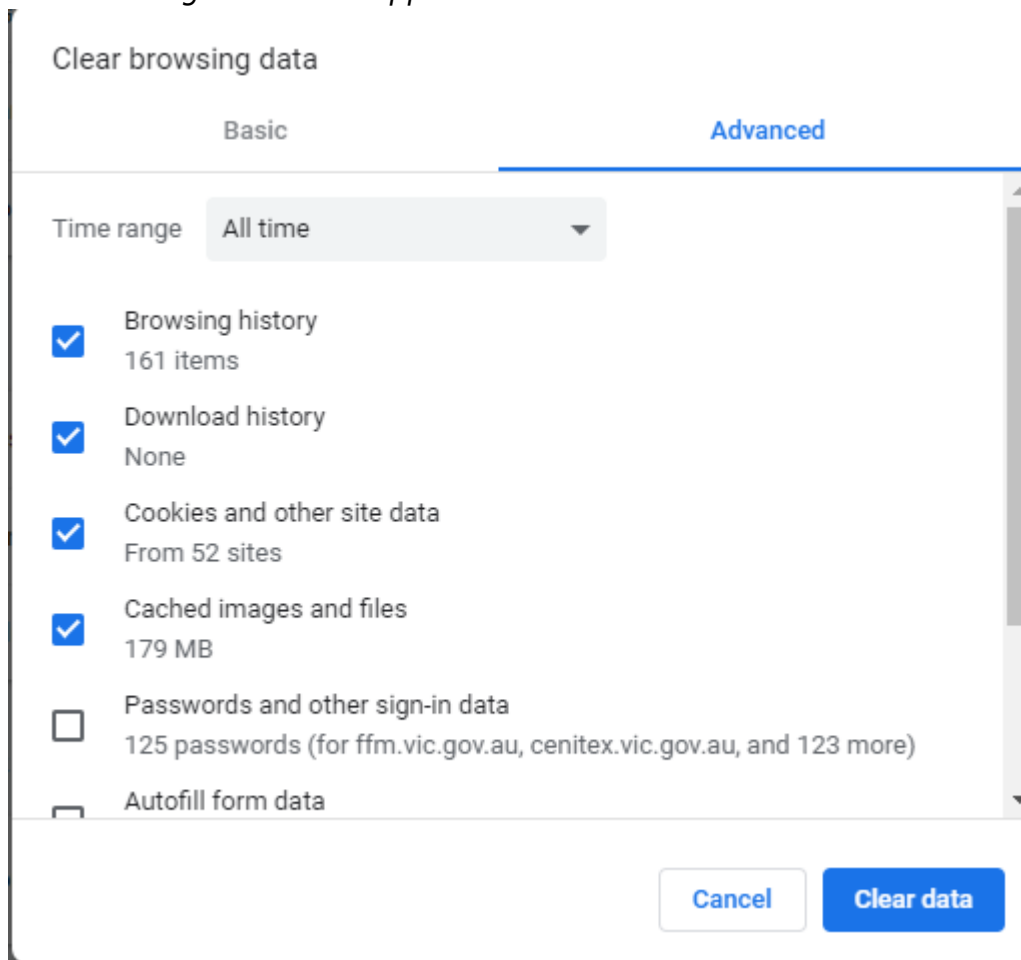 Clear browsing data
Basic
Advanced
Time range
All time
Browsing history
161 items
Download history
None
Cookies and other site data
From 52 sites
Cached images and files
179 MB
Passwords and other sign-in data
125 passwords (for ffm.vic.gov.au, cenitex.vic.gov.au, and 123 more)
Autofill form data
Cancel
Clear data